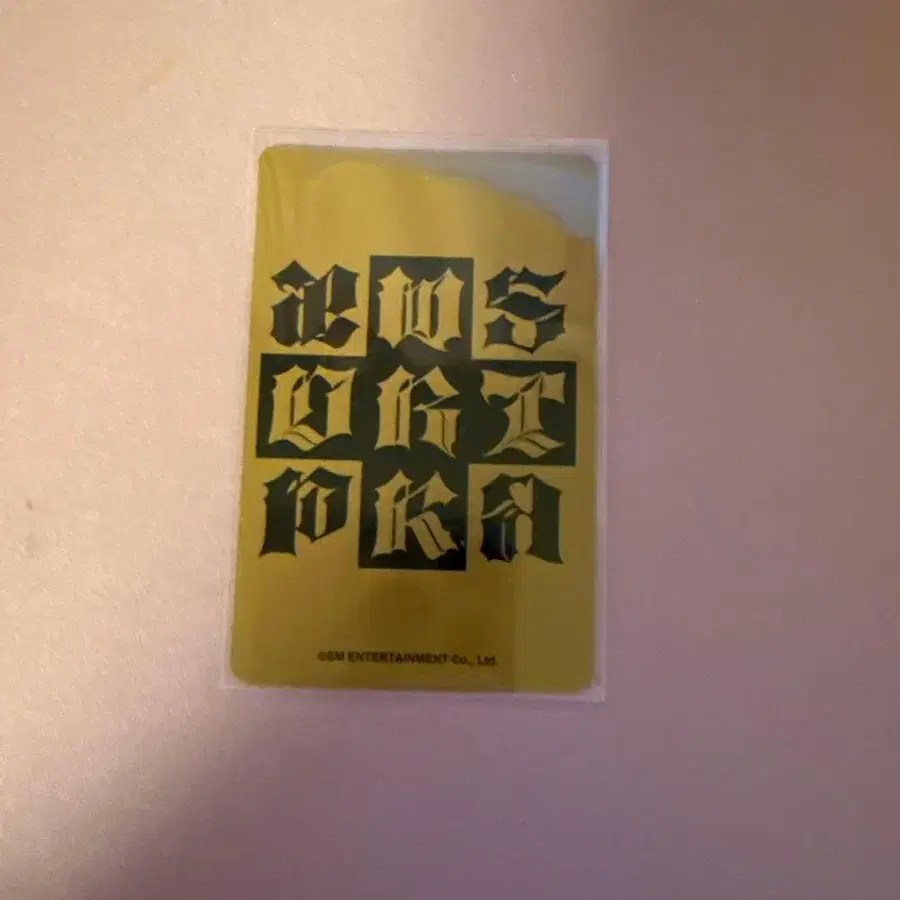 æ W S
D R T
P K A
©SM ENTERTAINMENT Co., Ltd.